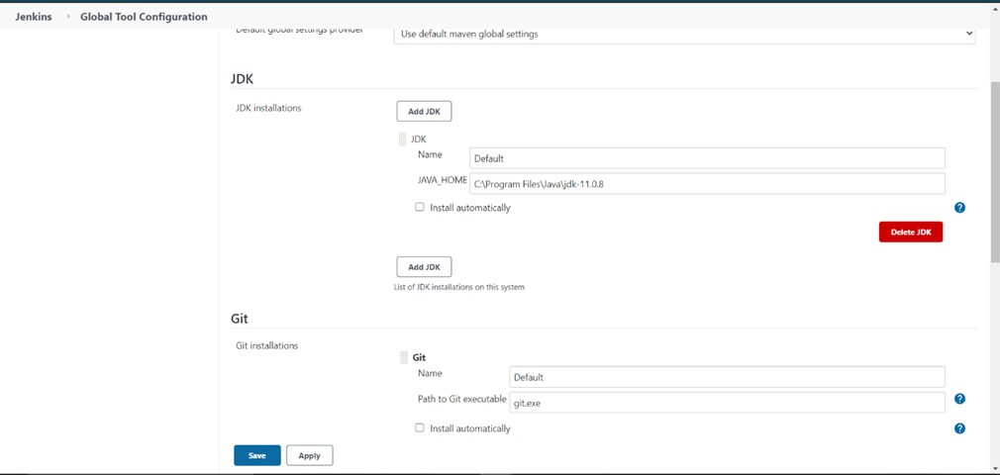 Jenkins Global Tool Configuration
Default global settings provider Use default maven global settings
JDK
JDK installations Add JDK
JDK
Name Default
JAVA_HOME C:\Program Files\Java\jdk-11.0.8
Install automatically ?
Delete JDK
Add JDK
List of JDK installations on this system
Git
Git installations
Git
Name Default
Path to Git executable git.exe ?
Install automatically ?
Save Apply